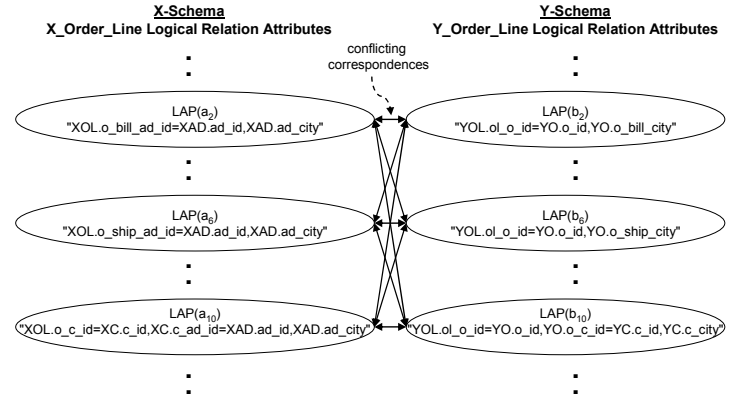 X-Schema
X_Order_Line Logical Relation Attributes
Y-Schema
Y_Order_Line Logical Relation Attributes
conflicting
correspondences
LAP(a2)
"XOL.o_bill_ad_id=XAD.ad_id,XAD.ad_city"
LAP(b2)
"YOL.ol_o_id=YO.o_id,YO.o_bill_city"
LAP(a6)
"XOL.o_ship_ad_id=XAD.ad_id,XAD.ad_city"
LAP(b6)
"YOL.ol_o_id=YO.o_id,YO.o_ship_city"
LAP(a10)
"XOL.o_c_id=XC.c_id,XC.c_ad_id=XAD.ad_id,XAD.ad_city"
LAP(b10)
"YOL.ol_o_id=YO.o_id,YO.o_c_id=YC.c_id,YC.c_city"